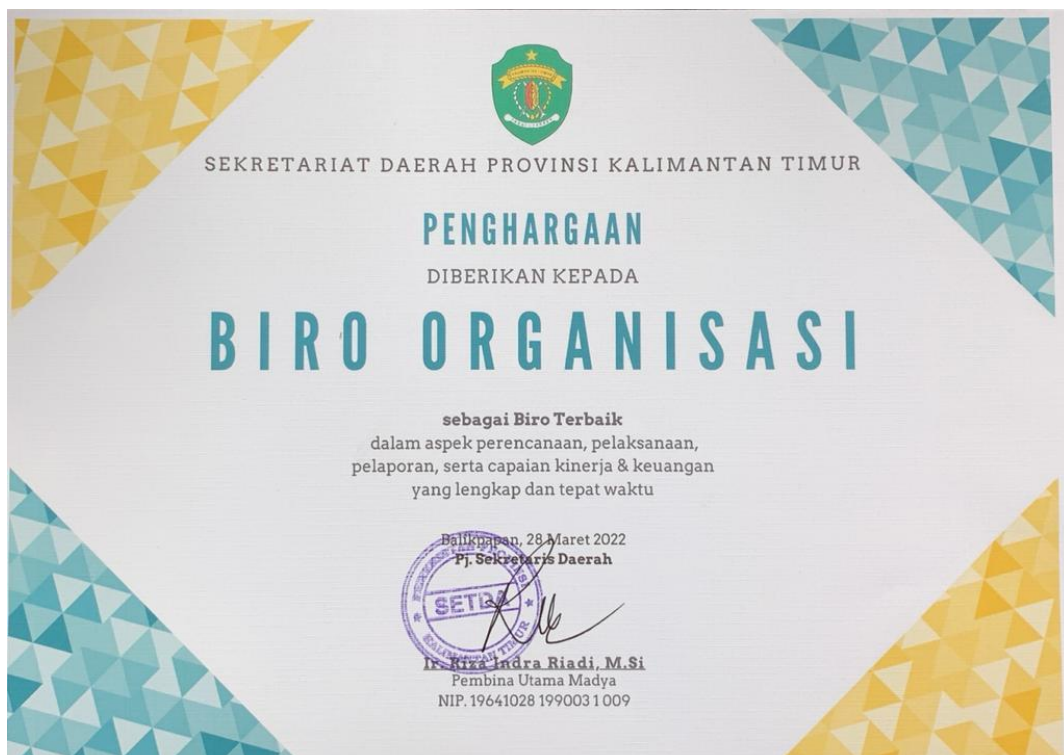 SEKRETARIAT DAERAH PROVINSI KALIMANTAN TIMUR
PENGHARGAAN
DIBERIKAN KEPADA
BIRO ORGANISASI
sebagai Biro Terbaik
dalam aspek perencanaan, pelaksanaan,
pelaporan, serta capaian kinerja & keuangan
yang lengkap dan tepat waktu
Balikpapan, 28 Maret 2022
Pj. Sekretaris Daerah
SETDA
KALIMANTAN TIMUR
Ir. Riza Indra Riadi, M.Si
Pembina Utama Madya
NIP. 19641028 199003 1 009